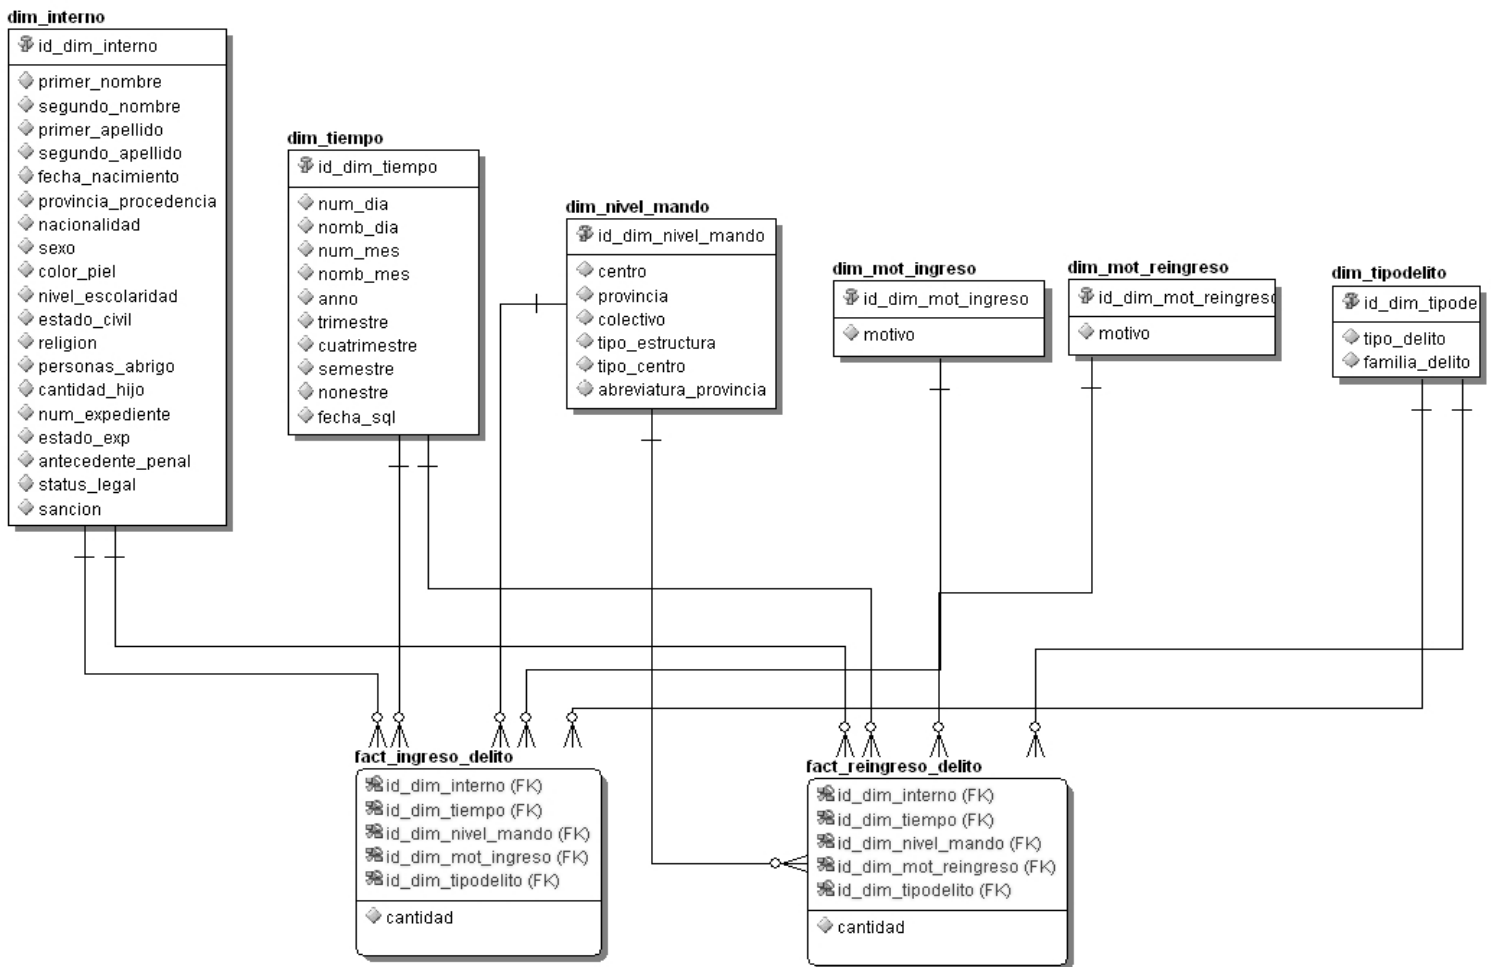 dim_interno
id_dim_interno
primer_nombre
segundo_nombre
primer_apellido
segundo_apellido
fecha_nacimiento
provincia_procedencia
nacionalidad
sexo
color_piel
nivel_escolaridad
estado_civil
religion
personas_abrigo
cantidad_hijo
num_expediente
estado_exp
antecedente_penal
status_legal
sancion
dim_tiempo
id_dim_tiempo
num_dia
nomb_dia
num_mes
nomb_mes
anno
trimestre
cuatrimestre
semestre
nonestre
fecha_sql
dim_nivel_mando
id_dim_nivel_mando
centro
provincia
colectivo
tipo_estructura
tipo_centro
abreviatura_provincia
dim_mot_ingreso
id_dim_mot_ingreso
motivo
dim_mot_reingreso
id_dim_mot_reingreso
motivo
dim_tipodelito
id_dim_tipode
tipo_delito
familia_delito
fact_ingreso_delito
id_dim_interno (FK)
id_dim_tiempo (FK)
id_dim_nivel_mando (FK)
id_dim_mot_ingreso (FK)
id_dim_tipodelito (FK)
cantidad
fact_reingreso_delito
id_dim_interno (FK)
id_dim_tiempo (FK)
id_dim_nivel_mando (FK)
id_dim_mot_reingreso (FK)
id_dim_tipodelito (FK)
cantidad